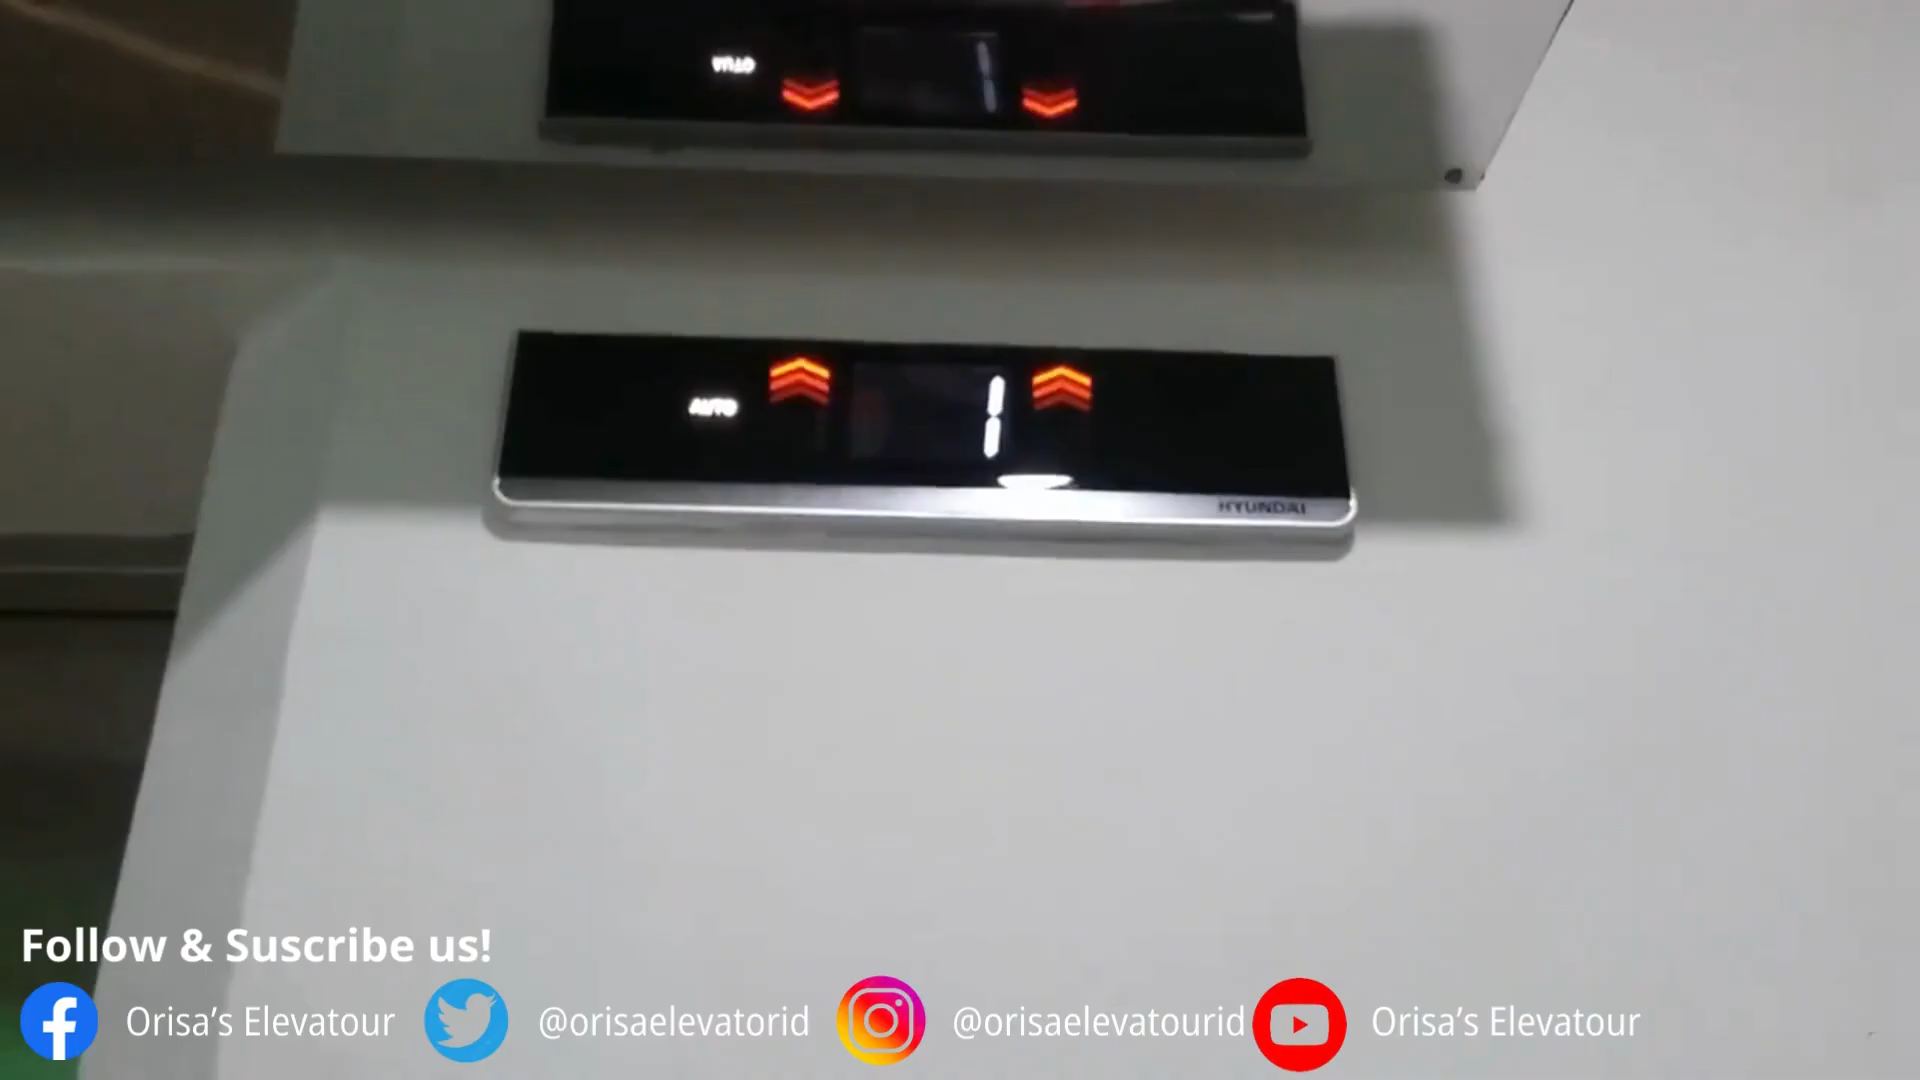 AUTO
1
HYUNDAI
Follow & Suscribe us!
Orisa’s Elevatour
@orisaelevatorid
@orisaelevatourid
Orisa’s Elevatour